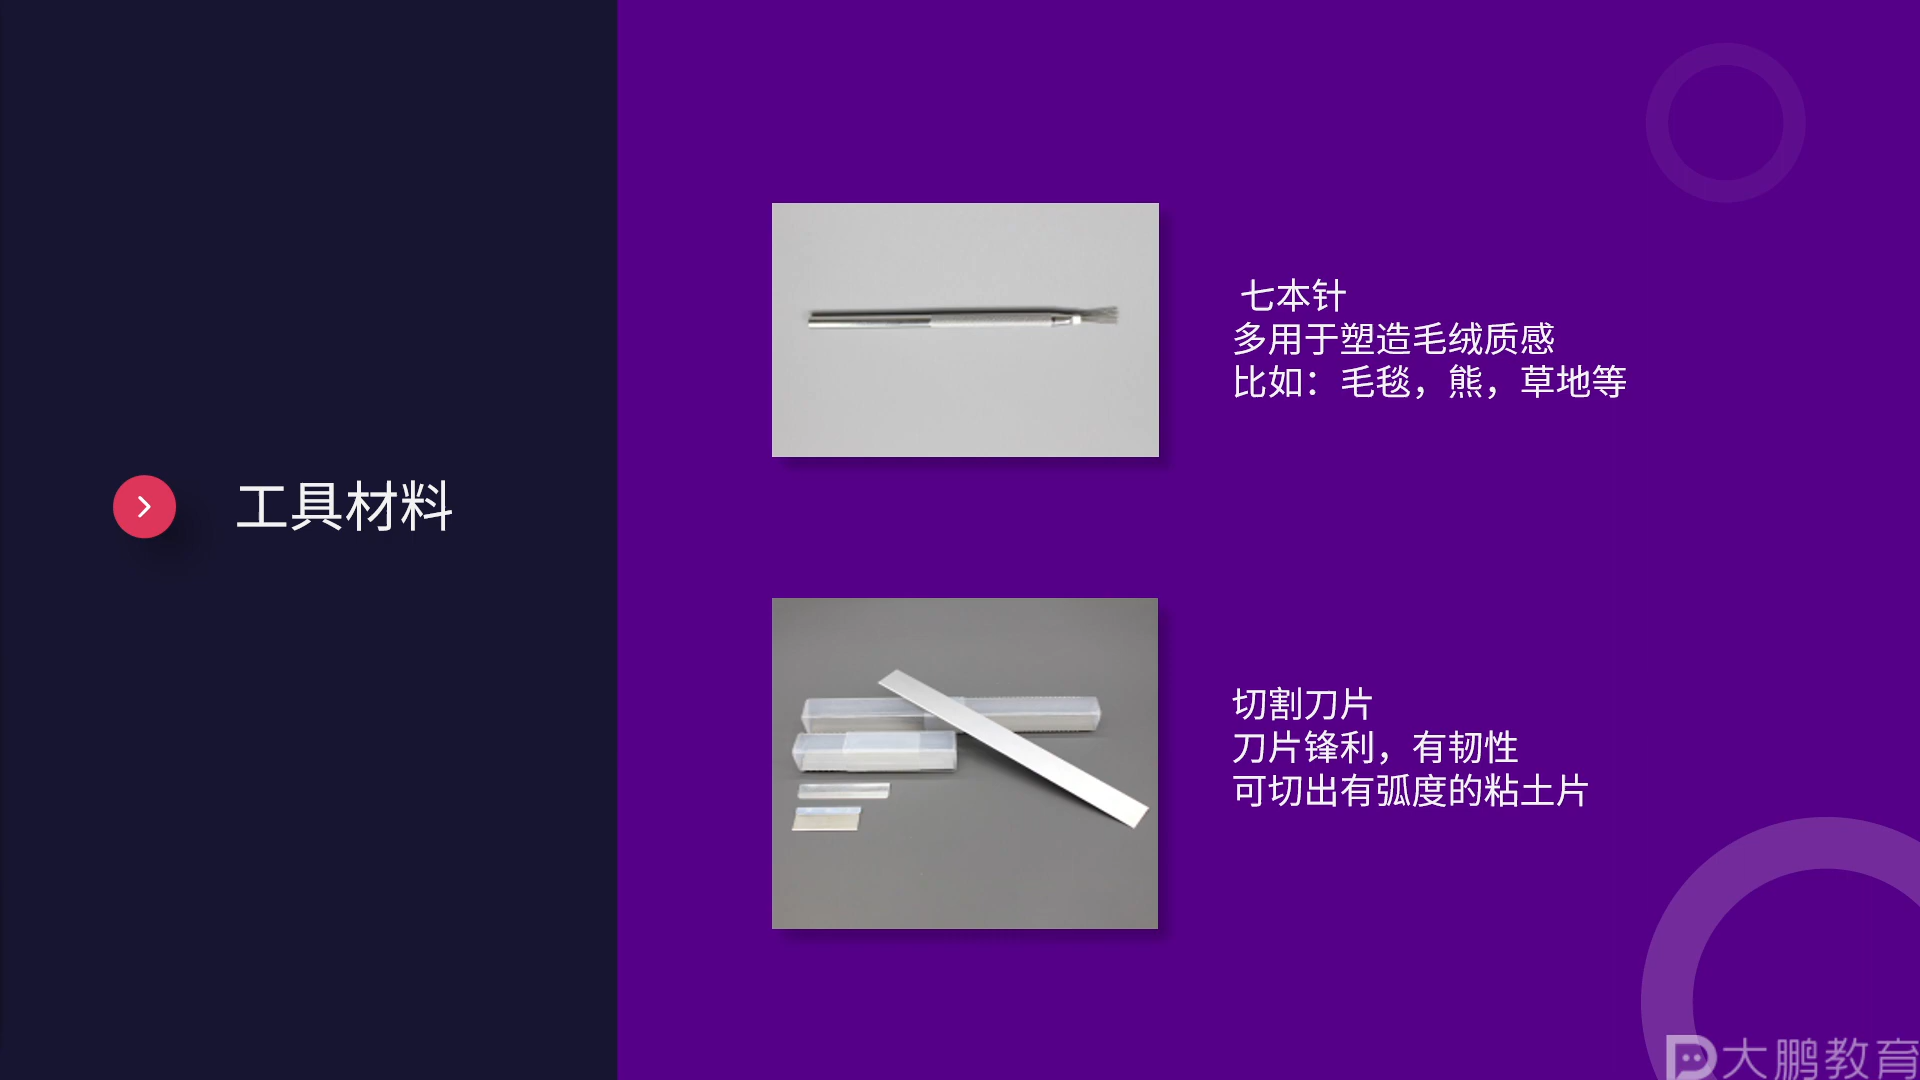 工具材料
七本针
多用于塑造毛绒质感
比如：毛毯，熊，草地等
切割刀片
刀片锋利，有韧性
可切出有弧度的粘土片
大鹏教育